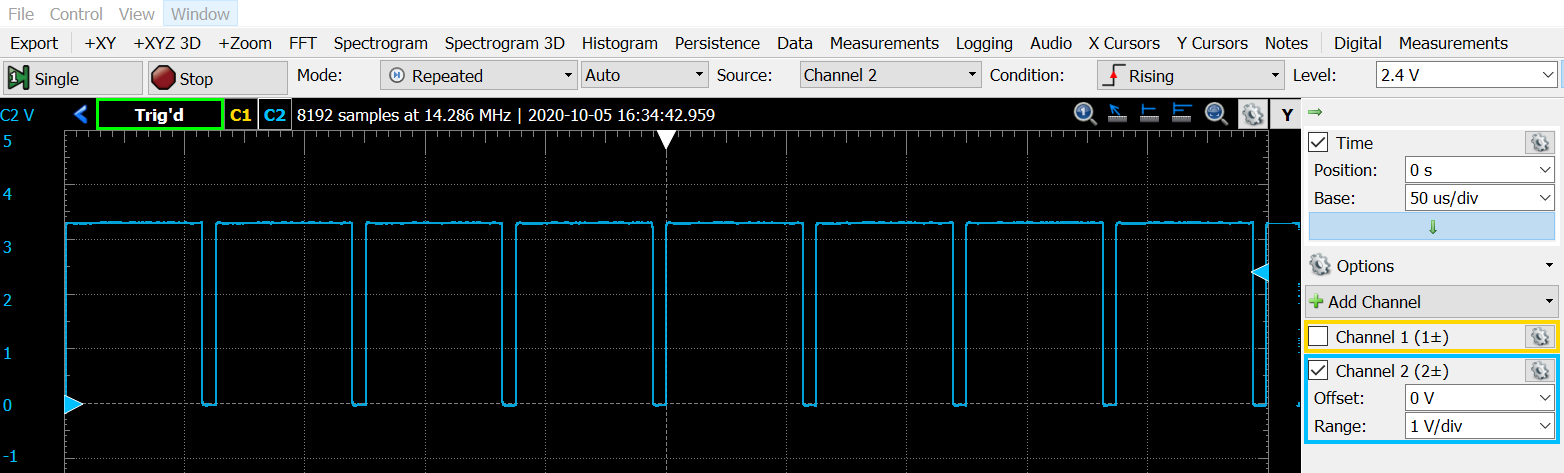 File Control View Window
Export +XY +XYZ 3D +Zoom FFT Spectrogram Spectrogram 3D Histogram Persistence Data Measurements Logging Audio X Cursors Y Cursors Notes Digital Measurements
1 Single Stop Mode: Repeated Auto Source: Channel 2 Condition: Rising Level: 2.4 V
C2 V Trig'd C1 C2 8192 samples at 14.286 MHz | 2020-10-05 16:34:42.959 Y
5
4
3
2
1
0
-1
Time
Position: 0 s
Base: 50 us/div
Options
Add Channel
Channel 1 (1±)
Channel 2 (2±)
Offset: 0 V
Range: 1 V/div